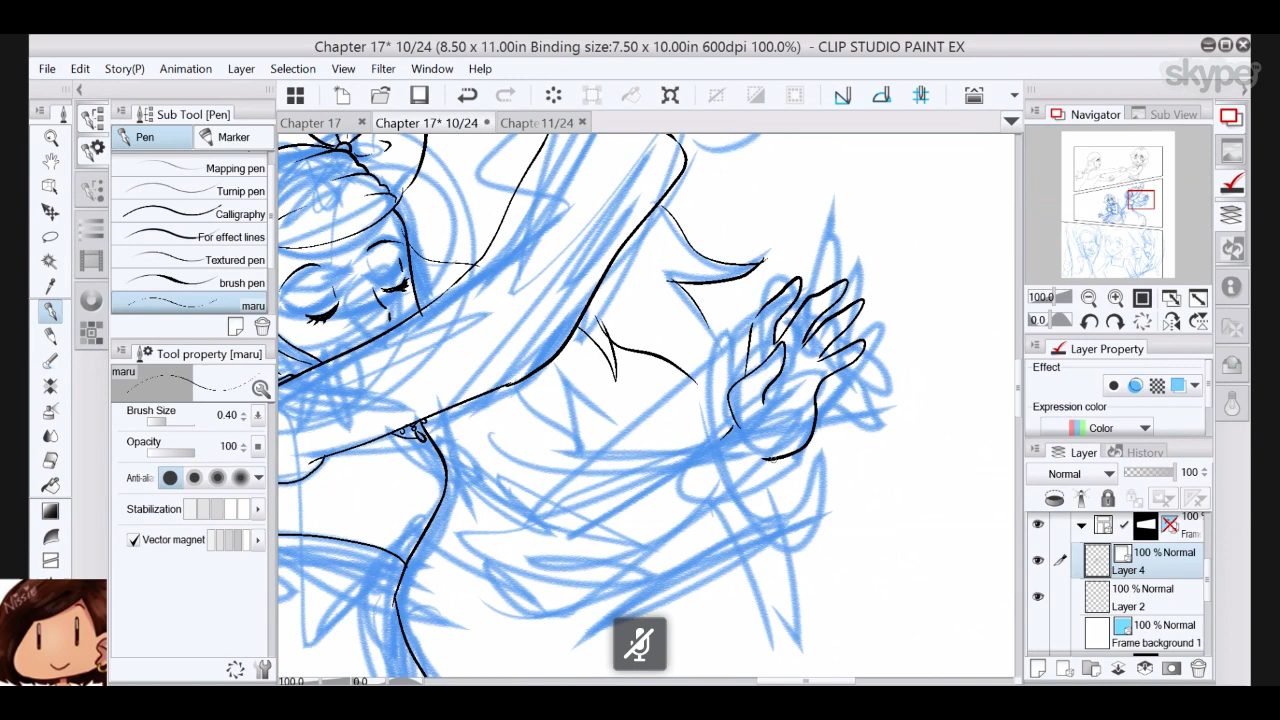 Chapter 17* 10/24 (8.50 x 11.00in Binding size:7.50 x 10.00in 600dpi 100.0%) - CLIP STUDIO PAINT EX
File Edit Story(P) Animation Layer Selection View Filter Window Help
skype
Sub Tool [Pen]
Chapter 17
Chapter 17* 10/24
Chapte 11/24
Navigator
Sub View
Pen
Marker
Mapping pen
Turnip pen
Calligraphy
For effect lines
Textured pen
brush pen
maru
Tool property [maru]
maru
Brush Size 0.40
Opacity 100
Anti-alia
Stabilization
Vector magnet
100.0
0.0
Layer Property
Effect
Expression color
Color
Layer
History
Normal
100
100 %
Fram
100 % Normal
Layer 4
100 % Normal
Layer 2
100 % Normal
Frame background 1
Nissie
100.0
0.0